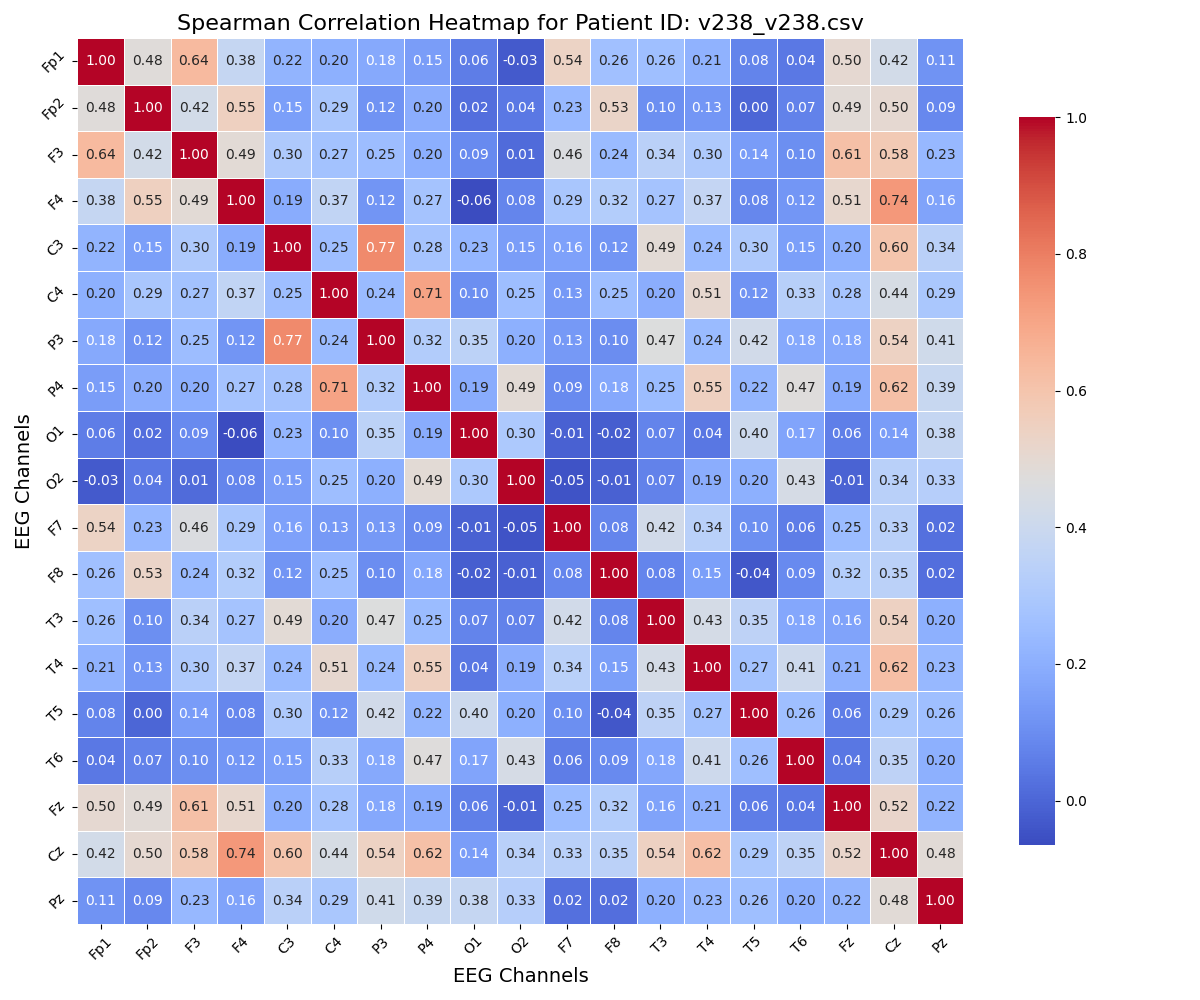 Spearman Correlation Heatmap for Patient ID: v238_v238.csv
Fp1 1.00 0.48 0.64 0.38 0.22 0.20 0.18 0.15 0.06 -0.03 0.54 0.26 0.26 0.21 0.08 0.04 0.50 0.42 0.11
Fp2 0.48 1.00 0.42 0.55 0.15 0.29 0.12 0.20 0.02 0.04 0.23 0.53 0.10 0.13 0.00 0.07 0.49 0.50 0.09
F3 0.64 0.42 1.00 0.49 0.30 0.27 0.25 0.20 0.09 0.01 0.46 0.24 0.34 0.30 0.14 0.10 0.61 0.58 0.23
F4 0.38 0.55 0.49 1.00 0.19 0.37 0.12 0.27 -0.06 0.08 0.29 0.32 0.27 0.37 0.08 0.12 0.51 0.74 0.16
C3 0.22 0.15 0.30 0.19 1.00 0.25 0.77 0.28 0.23 0.15 0.16 0.12 0.49 0.24 0.30 0.15 0.20 0.60 0.34
C4 0.20 0.29 0.27 0.37 0.25 1.00 0.24 0.71 0.10 0.25 0.13 0.25 0.20 0.51 0.12 0.33 0.28 0.44 0.29
P3 0.18 0.12 0.25 0.12 0.77 0.24 1.00 0.32 0.35 0.20 0.13 0.10 0.47 0.24 0.42 0.18 0.18 0.54 0.41
P4 0.15 0.20 0.20 0.27 0.28 0.71 0.32 1.00 0.19 0.49 0.09 0.18 0.25 0.55 0.22 0.47 0.19 0.62 0.39
O1 0.06 0.02 0.09 -0.06 0.23 0.10 0.35 0.19 1.00 0.30 -0.01 -0.02 0.07 0.04 0.40 0.17 0.06 0.14 0.38
O2 -0.03 0.04 0.01 0.08 0.15 0.25 0.20 0.49 0.30 1.00 -0.05 -0.01 0.07 0.19 0.20 0.43 -0.01 0.34 0.33
F7 0.54 0.23 0.46 0.29 0.16 0.13 0.13 0.09 -0.01 -0.05 1.00 0.08 0.42 0.34 0.10 0.06 0.25 0.33 0.02
F8 0.26 0.53 0.24 0.32 0.12 0.25 0.10 0.18 -0.02 -0.01 0.08 1.00 0.08 0.15 -0.04 0.09 0.32 0.35 0.02
T3 0.26 0.10 0.34 0.27 0.49 0.20 0.47 0.25 0.07 0.07 0.42 0.08 1.00 0.43 0.35 0.18 0.16 0.54 0.20
T4 0.21 0.13 0.30 0.37 0.24 0.51 0.24 0.55 0.04 0.19 0.34 0.15 0.43 1.00 0.27 0.41 0.21 0.62 0.23
T5 0.08 0.00 0.14 0.08 0.30 0.12 0.42 0.22 0.40 0.20 0.10 -0.04 0.35 0.27 1.00 0.26 0.06 0.29 0.26
T6 0.04 0.07 0.10 0.12 0.15 0.33 0.18 0.47 0.17 0.43 0.06 0.09 0.18 0.41 0.26 1.00 0.04 0.35 0.20
Fz 0.50 0.49 0.61 0.51 0.20 0.28 0.18 0.19 0.06 -0.01 0.25 0.32 0.16 0.21 0.06 0.04 1.00 0.52 0.22
Cz 0.42 0.50 0.58 0.74 0.60 0.44 0.54 0.62 0.14 0.34 0.33 0.35 0.54 0.62 0.29 0.35 0.52 1.00 0.48
Pz 0.11 0.09 0.23 0.16 0.34 0.29 0.41 0.39 0.38 0.33 0.02 0.02 0.20 0.23 0.26 0.20 0.22 0.48 1.00
Fp1 Fp2 F3 F4 C3 C4 P3 P4 O1 O2 F7 F8 T3 T4 T5 T6 Fz Cz Pz
EEG Channels
EEG Channels
1.0
0.8
0.6
0.4
0.2
0.0